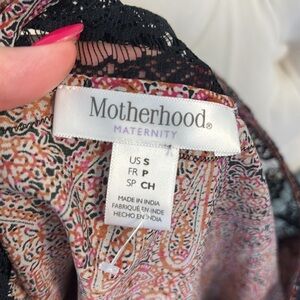 Motherhood®
MATERNITY
US S
FR P
SP CH
MADE IN INDIA
FABRIQUÉ EN INDE
HECHO EN INDIA